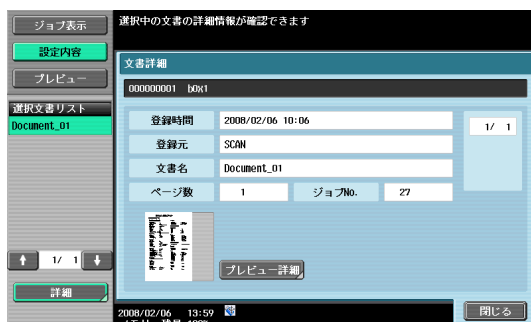 ジョブ表示
選択中の文書の詳細情報が確認できます
設定内容
文書詳細
プレビュー
000000001 box1
選択文書リスト
Document_01
登録時間 2008/02/06 10:06
1/ 1
登録元 SCAN
文書名 Document_01
ページ数 1 ジョブNo. 27
↑ 1/ 1 ↓
プレビュー詳細
詳細
2008/02/06 13:59
閉じる